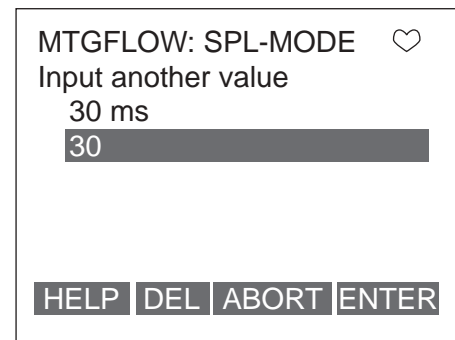 MTGFLOW: SPL-MODE
Input another value
30 ms
30
HELP DEL ABORT ENTER